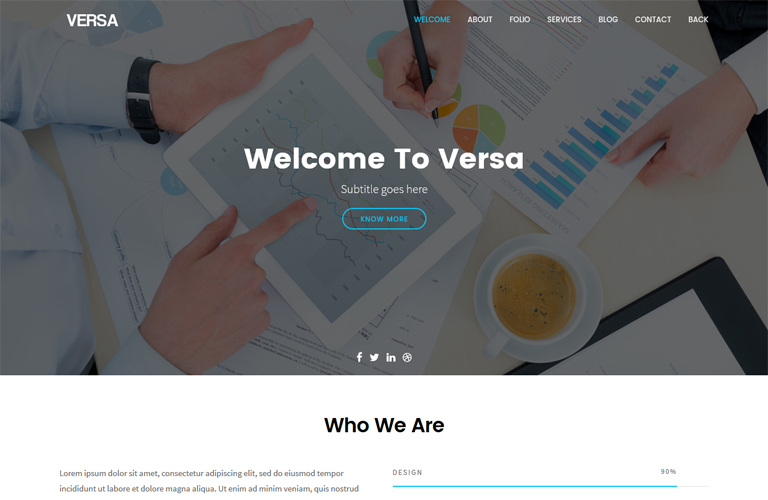 VERSA
WELCOME ABOUT FOLIO SERVICES BLOG CONTACT BACK
Welcome To Versa
Subtitle goes here
KNOW MORE
Who We Are
Lorem ipsum dolor sit amet, consectetur adipiscing elit, sed do eiusmod tempor
incididunt ut labore et dolore magna aliqua. Ut enim ad minim veniam, quis nostrud
DESIGN 90%